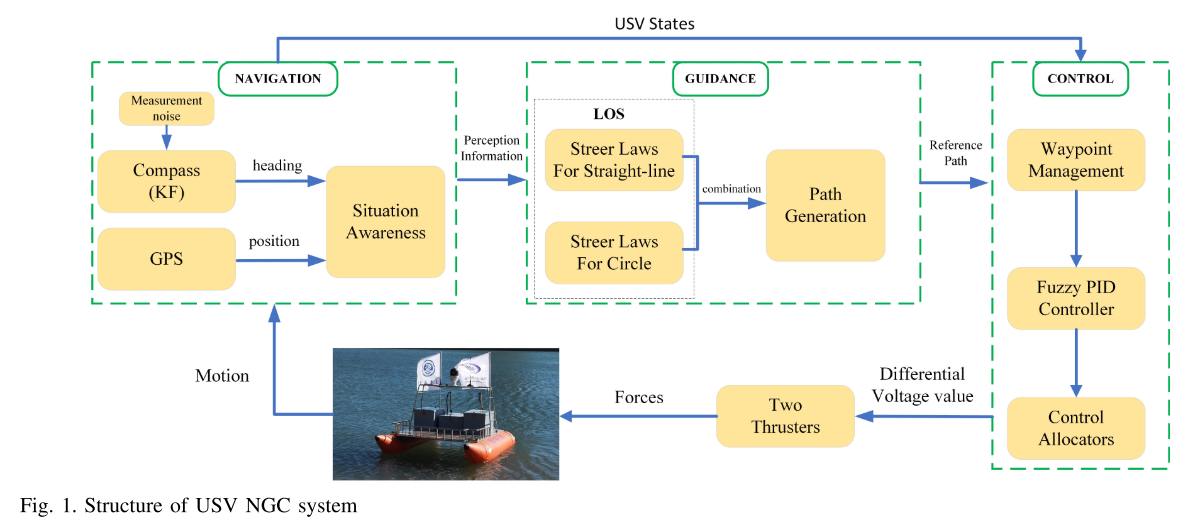 USV States
NAVIGATION
GUIDANCE
CONTROL
Measurement
noise
Compass
(KF)
heading
GPS
position
Situation
Awareness
Perception
Information
LOS
Streer Laws
For Straight-line
Streer Laws
For Circle
combination
Path
Generation
Reference
Path
Waypoint
Management
Fuzzy PID
Controller
Control
Allocators
Differential
Voltage value
Two
Thrusters
Forces
Motion
Fig. 1. Structure of USV NGC system